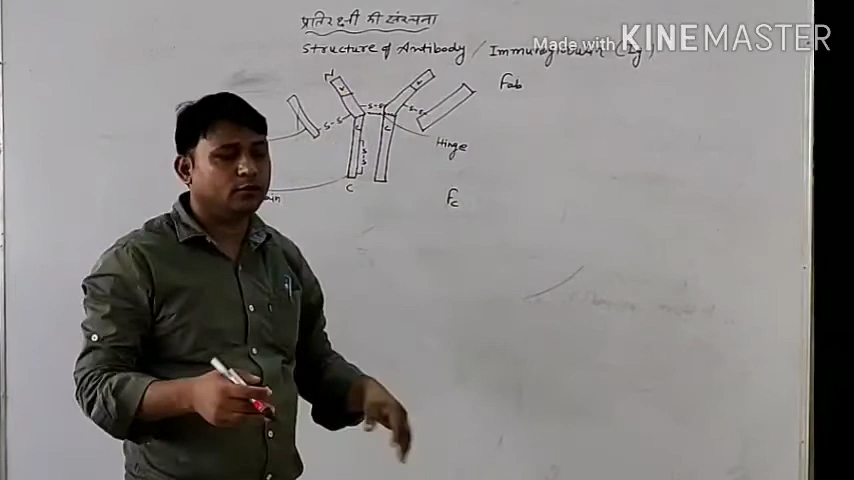 प्रतिरक्षी की संरचना
Structure of Antibody / Immunoglobulin (Ig)
Made with KINEMASTER
Fab
N
V
V
S-S
S-S
S-S
S-S
C
C
Hinge
S
S
C
Fc